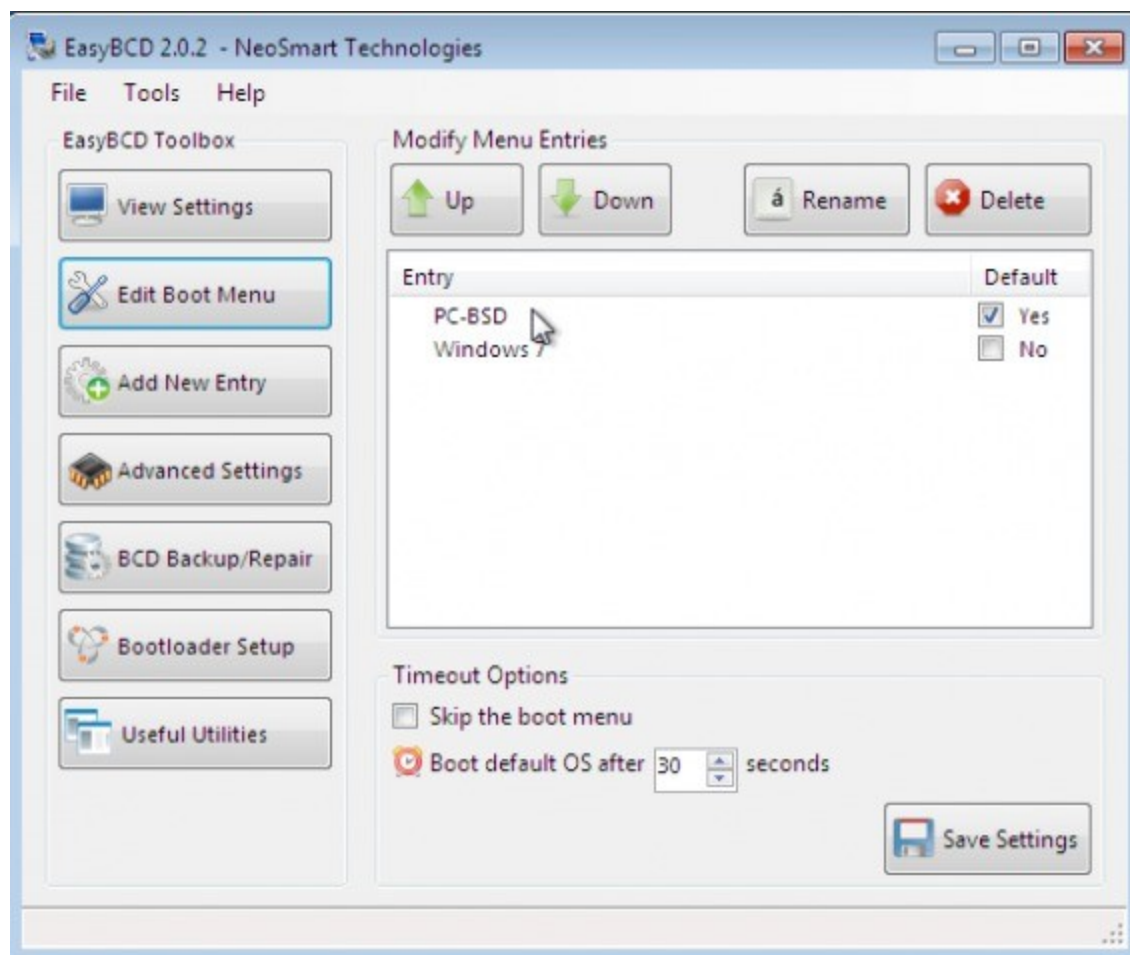 EasyBCD 2.0.2 - NeoSmart Technologies
File Tools Help
EasyBCD Toolbox
View Settings
Edit Boot Menu
Add New Entry
Advanced Settings
BCD Backup/Repair
Bootloader Setup
Useful Utilities
Modify Menu Entries
Up Down á Rename Delete
Entry Default
PC-BSD Yes
Windows 7 No
Timeout Options
Skip the boot menu
Boot default OS after 30 seconds
Save Settings